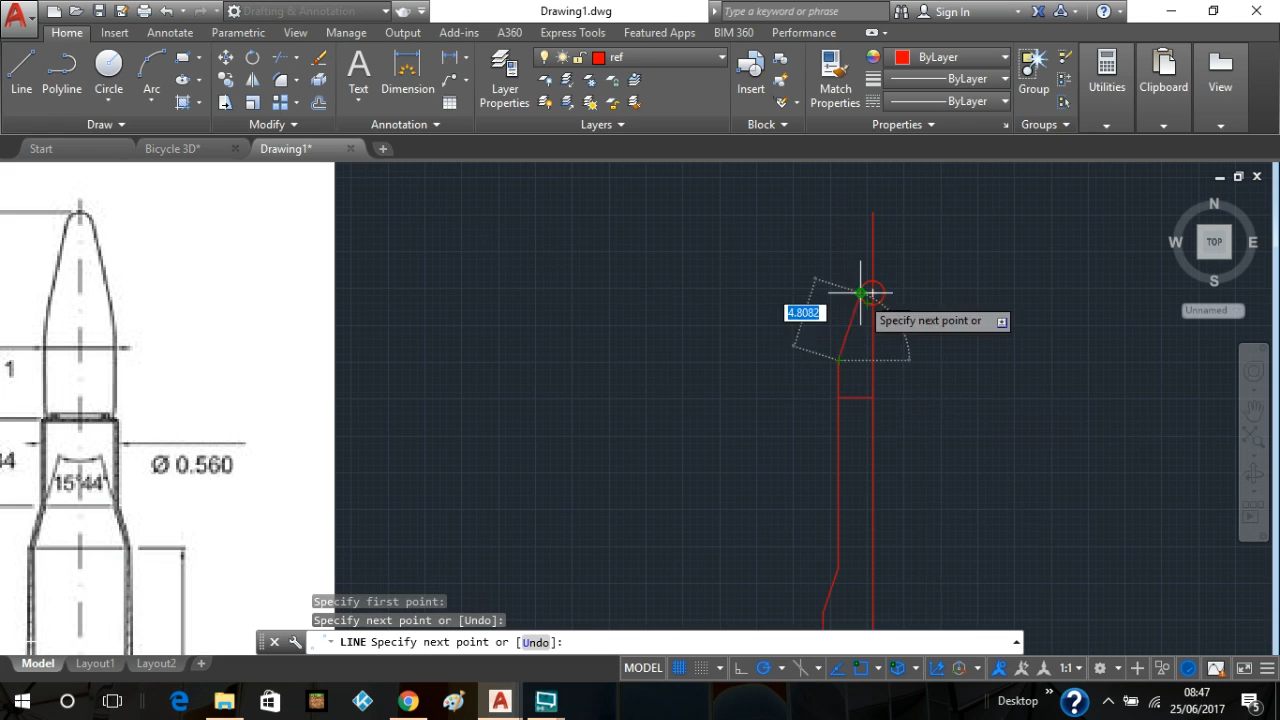 Drafting & Annotation
Drawing1.dwg
Type a keyword or phrase
Sign In
Home
Insert
Annotate
Parametric
View
Manage
Output
Add-ins
A360
Express Tools
Featured Apps
BIM 360
Performance
Line
Polyline
Circle
Arc
Text
Dimension
Layer
Properties
ref
Insert
Match
Properties
ByLayer
ByLayer
ByLayer
Group
Utilities
Clipboard
View
Draw
Modify
Annotation
Layers
Block
Properties
Groups
Start
Bicycle 3D*
Drawing1*
N
W
TOP
E
S
Unnamed
4.8082
Specify next point or
1
Ø 0.560
15°44'
Specify first point:
Specify next point or [Undo]:
LINE Specify next point or [Undo]:
Model
Layout1
Layout2
MODEL
1:1
Desktop
08:47
25/06/2017
5